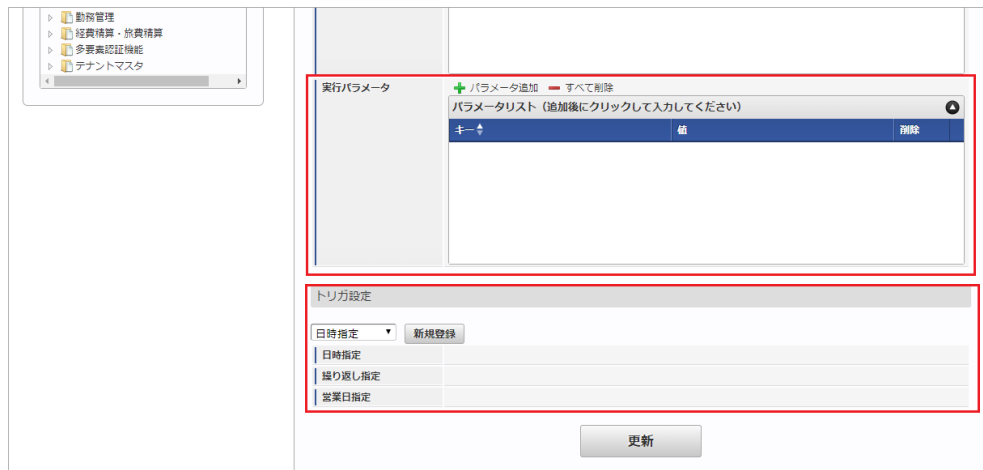 勤務管理
経費精算・旅費精算
多要素認証機能
テナントマスタ
実行パラメータ
パラメータ追加 すべて削除
パラメータリスト（追加後にクリックして入力してください）
キー 値 削除
トリガ設定
日時指定 新規登録
日時指定
繰り返し指定
営業日指定
更新